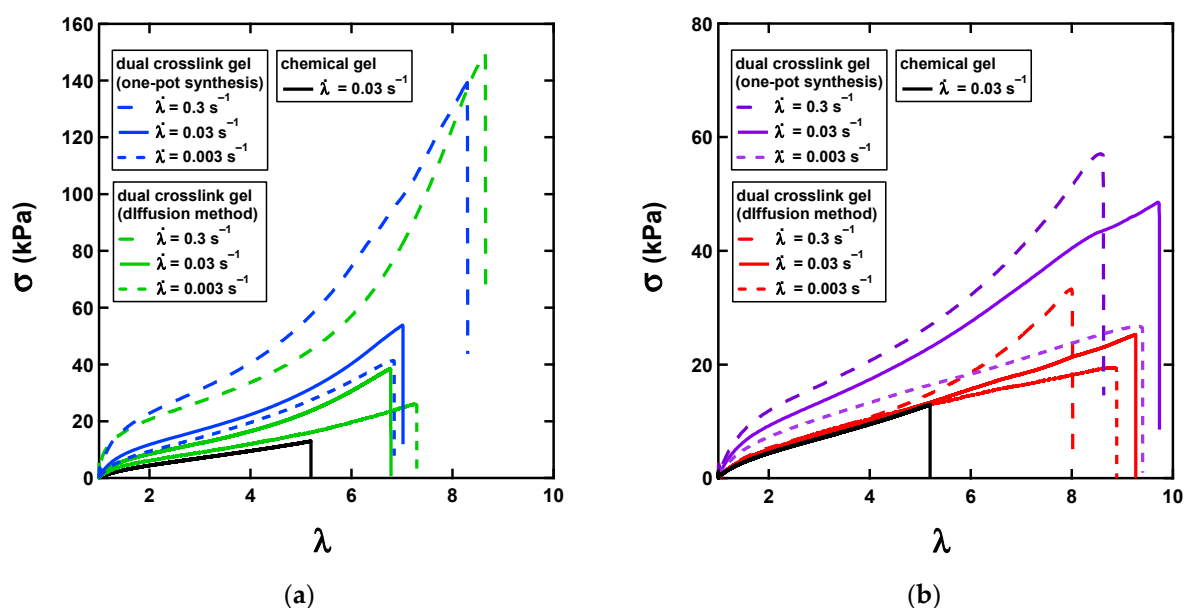 160
140
120
100
80
60
40
20
0
σ (kPa)
dual crosslink gel
(one-pot synthesis)
λ̇ = 0.3 s⁻¹
λ̇ = 0.03 s⁻¹
λ̇ = 0.003 s⁻¹
chemical gel
λ̇ = 0.03 s⁻¹
dual crosslink gel
(dIffusion method)
λ̇ = 0.3 s⁻¹
λ̇ = 0.03 s⁻¹
λ̇ = 0.003 s⁻¹
2 4 6 8 10
λ
(a)
80
60
40
20
0
σ (kPa)
dual crosslink gel
(one-pot synthesis)
λ̇ = 0.3 s⁻¹
λ̇ = 0.03 s⁻¹
λ̇ = 0.003 s⁻¹
chemical gel
λ̇ = 0.03 s⁻¹
dual crosslink gel
(dIffusion method)
λ̇ = 0.3 s⁻¹
λ̇ = 0.03 s⁻¹
λ̇ = 0.003 s⁻¹
2 4 6 8 10
λ
(b)